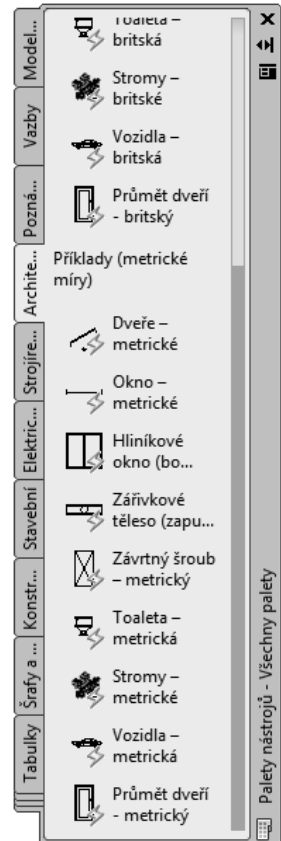 Toaleta –
britská
Stromy –
britské
Vozidla –
britská
Průmět dveří
- britský
Příklady (metrické
míry)
Dveře –
metrické
Okno –
metrické
Hliníkové
okno (bo...
Zářivkové
těleso (zapu...
Závrtný šroub
– metrický
Toaleta –
metrická
Stromy –
metrické
Vozidla –
metrická
Průmět dveří
- metrický
Model...
Vazby
Pozná...
Archite...
Strojíre...
Elektric...
Stavební
Konstr...
Šrafy a ...
Tabulky
Palety nástrojů - Všechny palety